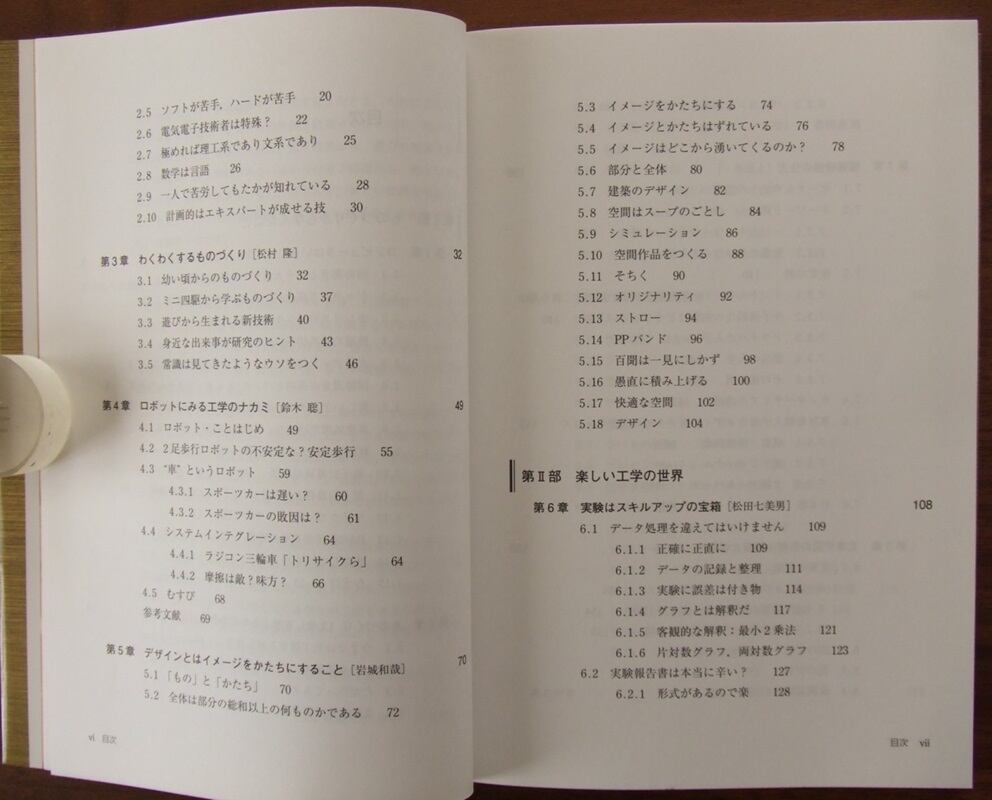 2.5 ソフトが苦手，ハードが苦手 20
2.6 電気電子技術者は特殊？ 22
2.7 極めれば理工系であり文系であり 25
2.8 数学は言語 26
2.9 一人で苦労してもたかが知れている 28
2.10 計画的はエキスパートが成せる技 30
第3章 わくわくするものづくり［松村 隆］ 32
3.1 幼い頃からのものづくり 32
3.2 ミニ四駆から学ぶものづくり 37
3.3 遊びから生まれる新技術 40
3.4 身近な出来事が研究のヒント 43
3.5 常識は見てきたようなウソをつく 46
第4章 ロボットにみる工学のナカミ［鈴木 聡］ 49
4.1 ロボット・ことはじめ 49
4.2 2足歩行ロボットの不安定な？安定歩行 55
4.3 “車”というロボット 59
4.3.1 スポーツカーは遅い？ 60
4.3.2 スポーツカーの敗因は？ 61
4.4 システムインテグレーション 64
4.4.1 ラジコン三輪車「トリサイクら」 64
4.4.2 摩擦は敵？味方？ 66
4.5 むすび 68
参考文献 69
第5章 デザインとはイメージをかたちにすること［岩城和哉］ 70
5.1 「もの」と「かたち」 70
5.2 全体は部分の総和以上の何ものかである 72
vi 目次
5.3 イメージをかたちにする 74
5.4 イメージとかたちはずれている 76
5.5 イメージはどこから湧いてくるのか？ 78
5.6 部分と全体 80
5.7 建築のデザイン 82
5.8 空間はスープのごとし 84
5.9 シミュレーション 86
5.10 空間作品をつくる 88
5.11 そちく 90
5.12 オリジナリティ 92
5.13 ストロー 94
5.14 PPバンド 96
5.15 百聞は一見にしかず 98
5.16 愚直に積み上げる 100
5.17 快適な空間 102
5.18 デザイン 104
第Ⅱ部 楽しい工学の世界
第6章 実験はスキルアップの宝箱［松田七美男］ 108
6.1 データ処理を違えてはいけません 109
6.1.1 正確に正直に 109
6.1.2 データの記録と整理 111
6.1.3 実験に誤差は付き物 114
6.1.4 グラフとは解釈だ 117
6.1.5 客観的な解釈：最小2乗法 121
6.1.6 片対数グラフ，両対数グラフ 123
6.2 実験報告書は本当に辛い？ 127
6.2.1 形式があるので楽 128
目次 vii